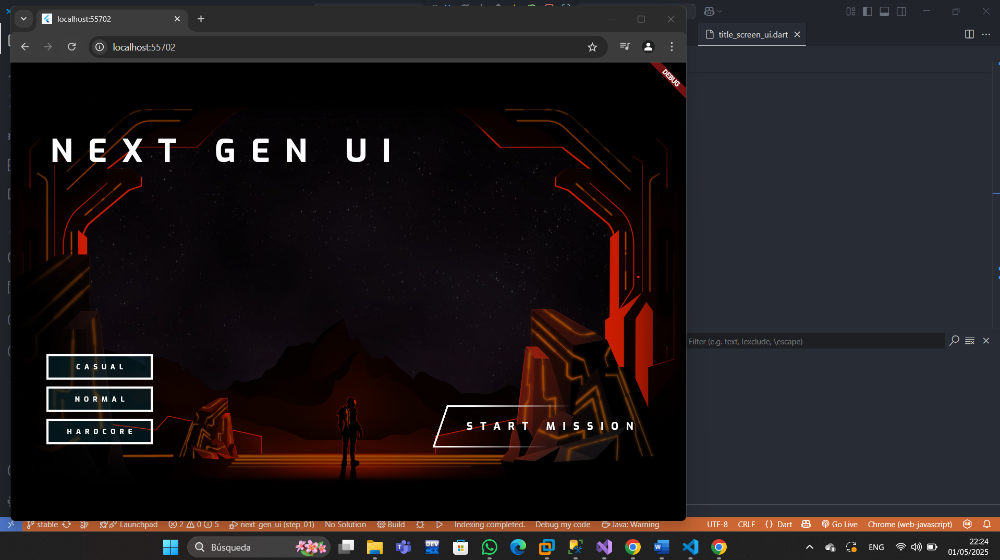 localhost:55702
localhost:55702
title_screen_ui.dart
DEBUG
NEXT GEN UI
CASUAL
NORMAL
HARDCORE
START MISSION
Filter (e.g. text, !exclude, \escape)
stable
Launchpad
2
0
5
next_gen_ui (step_01)
No Solution
Build
Indexing completed.
Debug my code
Java: Warning
UTF-8
CRLF
{ } Dart
Go Live
Chrome (web-javascript)
Búsqueda
DEV
C++
ENG
22:24
01/05/2025